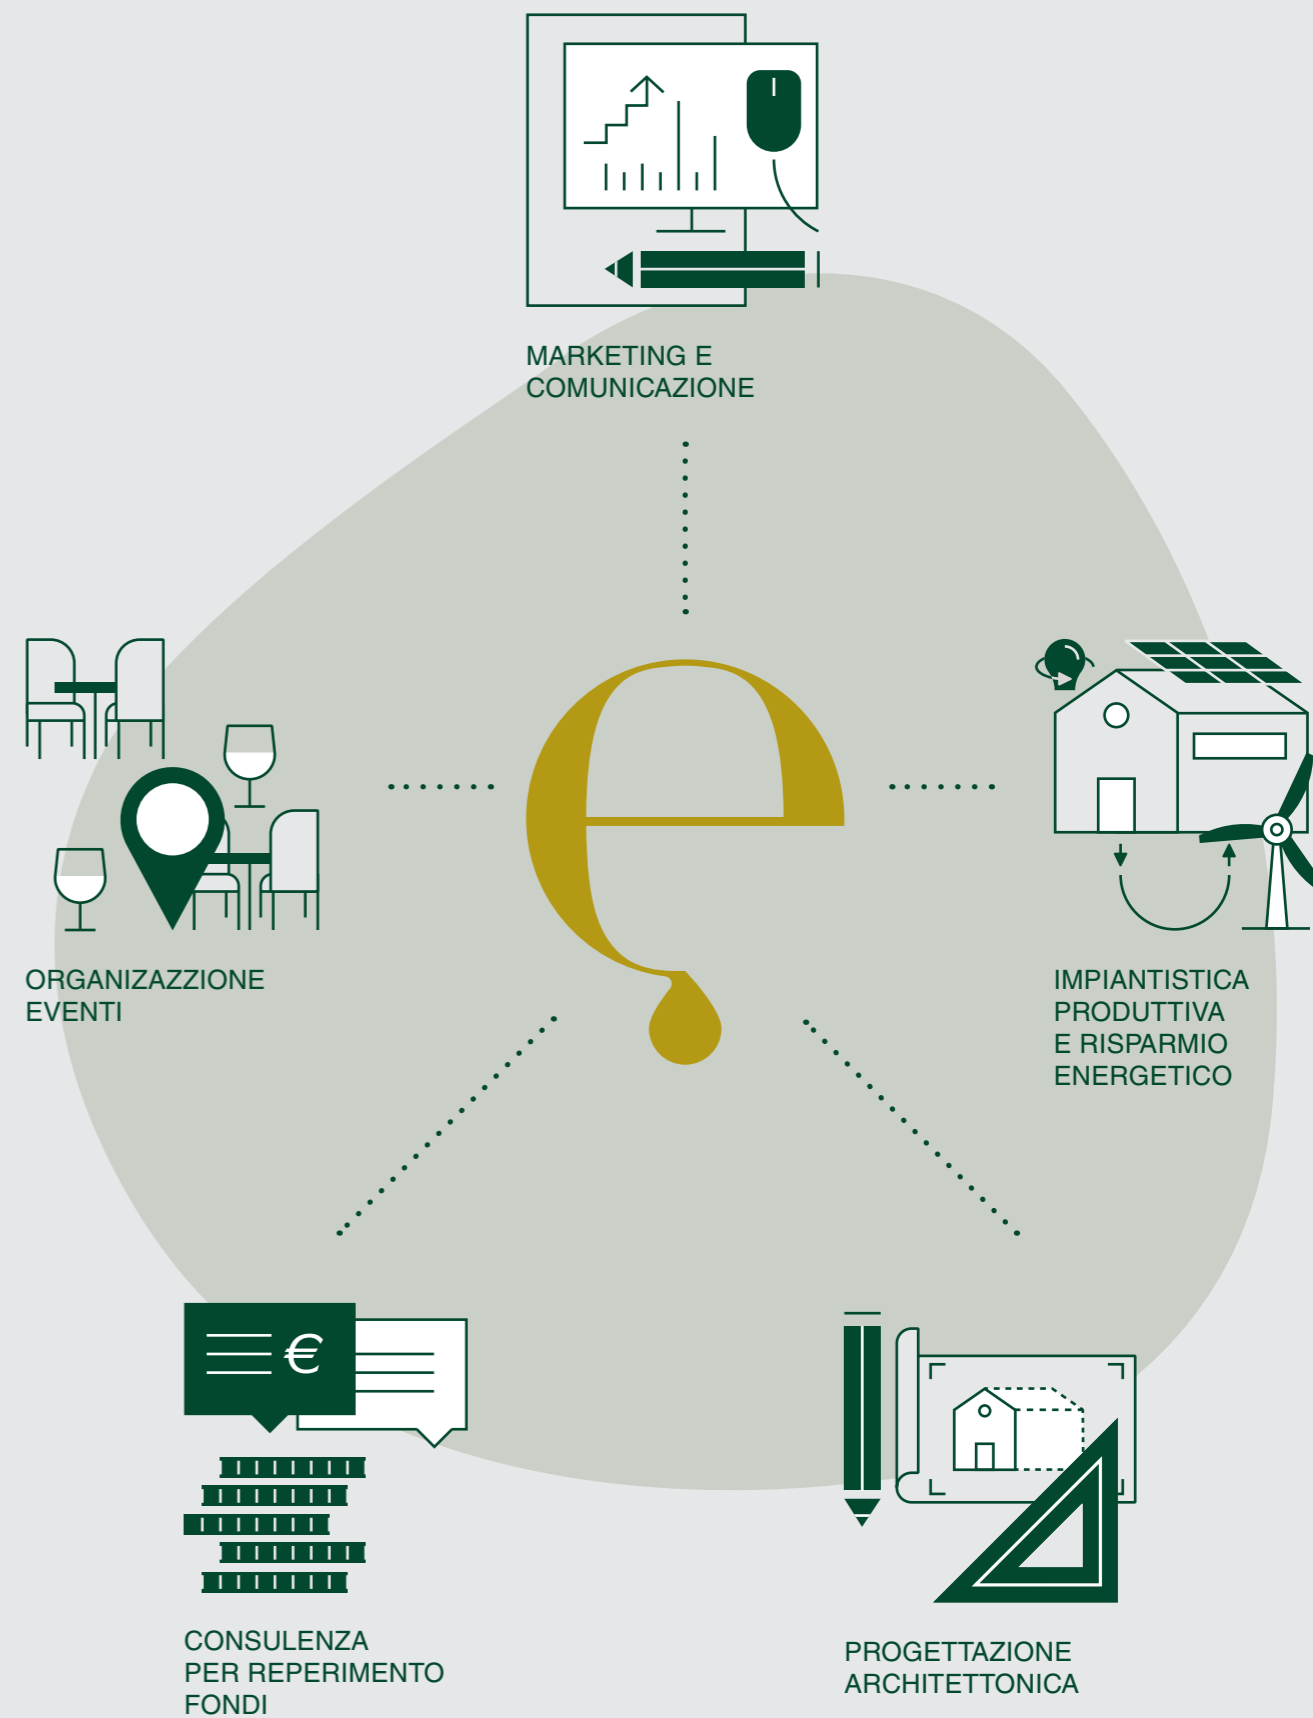 MARKETING E
COMUNICAZIONE
e
ORGANIZAZZIONE
EVENTI
IMPIANTISTICA
PRODUTTIVA
E RISPARMIO
ENERGETICO
€
CONSULENZA
PER REPERIMENTO
FONDI
PROGETTAZIONE
ARCHITETTONICA